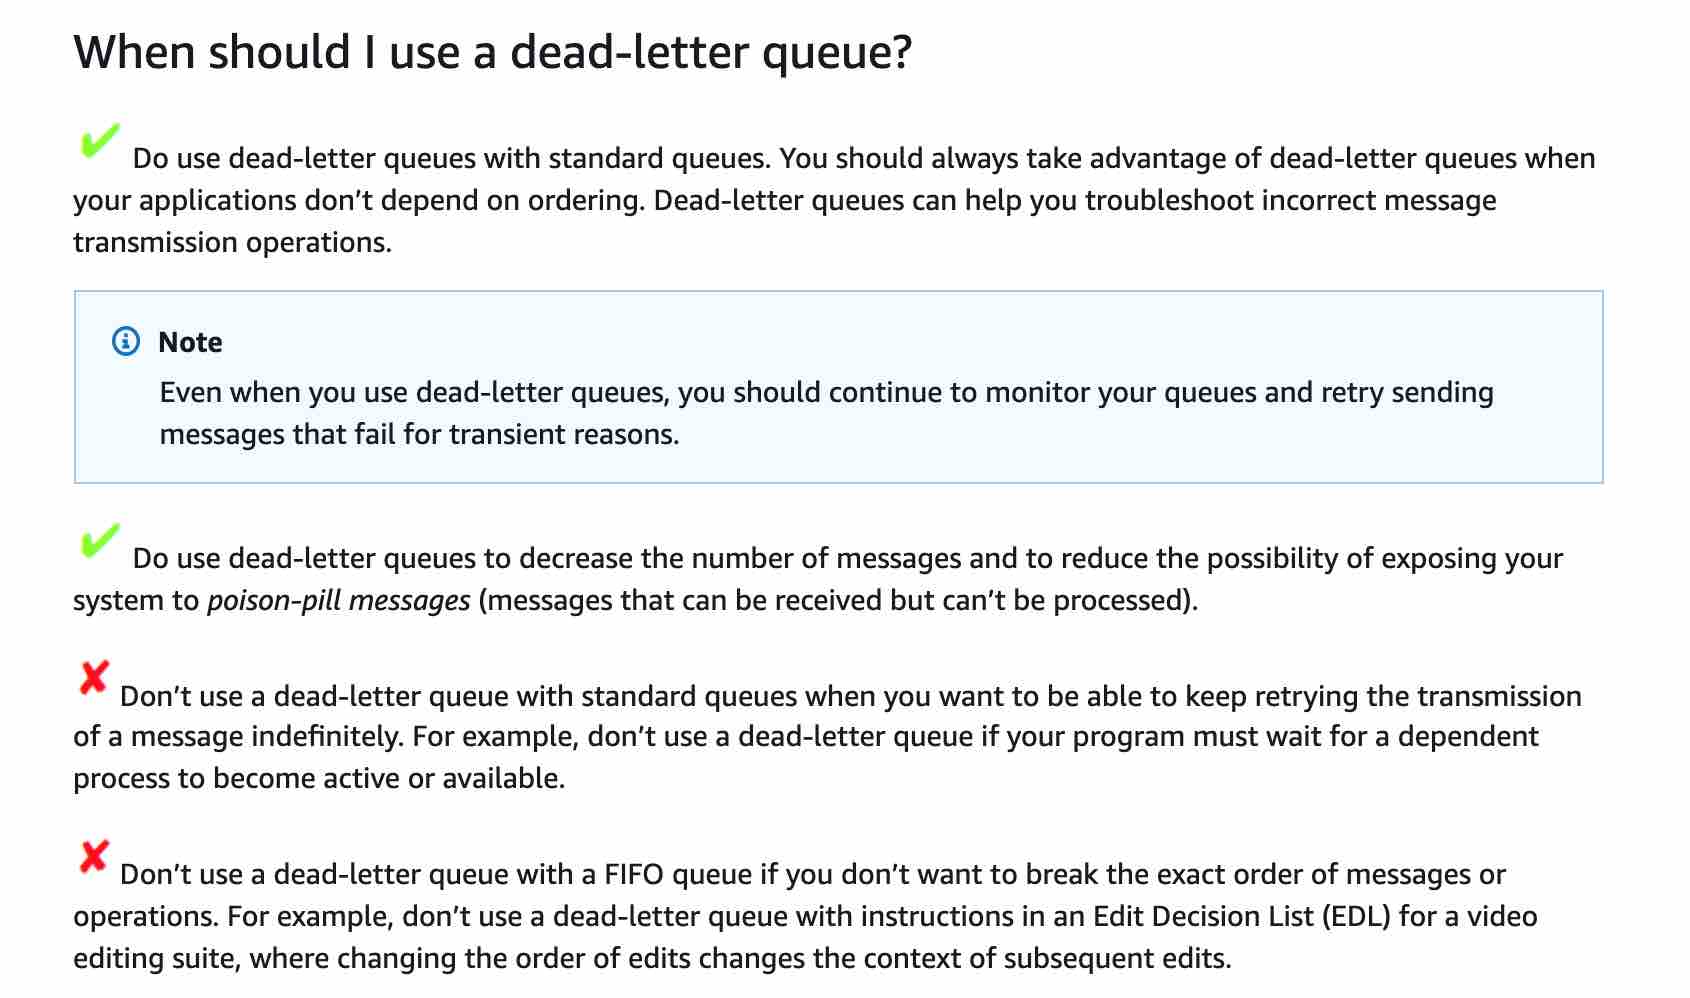 When should I use a dead-letter queue?
Do use dead-letter queues with standard queues. You should always take advantage of dead-letter queues when
your applications don’t depend on ordering. Dead-letter queues can help you troubleshoot incorrect message
transmission operations.
Note
Even when you use dead-letter queues, you should continue to monitor your queues and retry sending
messages that fail for transient reasons.
Do use dead-letter queues to decrease the number of messages and to reduce the possibility of exposing your
system to poison-pill messages (messages that can be received but can’t be processed).
Don’t use a dead-letter queue with standard queues when you want to be able to keep retrying the transmission
of a message indefinitely. For example, don’t use a dead-letter queue if your program must wait for a dependent
process to become active or available.
Don’t use a dead-letter queue with a FIFO queue if you don’t want to break the exact order of messages or
operations. For example, don’t use a dead-letter queue with instructions in an Edit Decision List (EDL) for a video
editing suite, where changing the order of edits changes the context of subsequent edits.